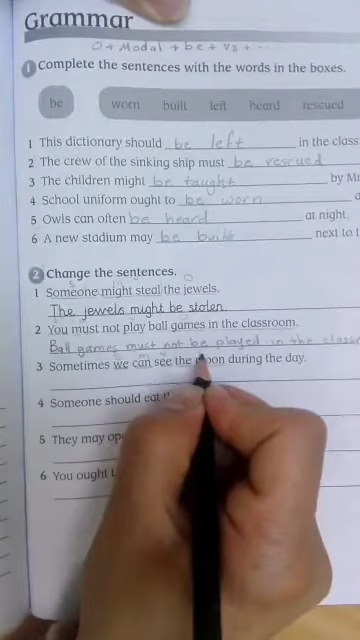 Grammar
O + Modal + be + V3 + ...
1 Complete the sentences with the words in the boxes.
be worn built left heard rescued
1 This dictionary should be left in the class
2 The crew of the sinking ship must be rescued
3 The children might be taught by Mr
4 School uniform ought to be worn
5 Owls can often be heard at night.
6 A new stadium may be built next to t
2 Change the sentences.
1 Someone might steal the jewels.
The jewels might be stolen
2 You must not play ball games in the classroom.
Ball games must not be played in the classr
3 Sometimes we can see the moon during the day.
4 Someone should eat
5 They may op
6 You ought t